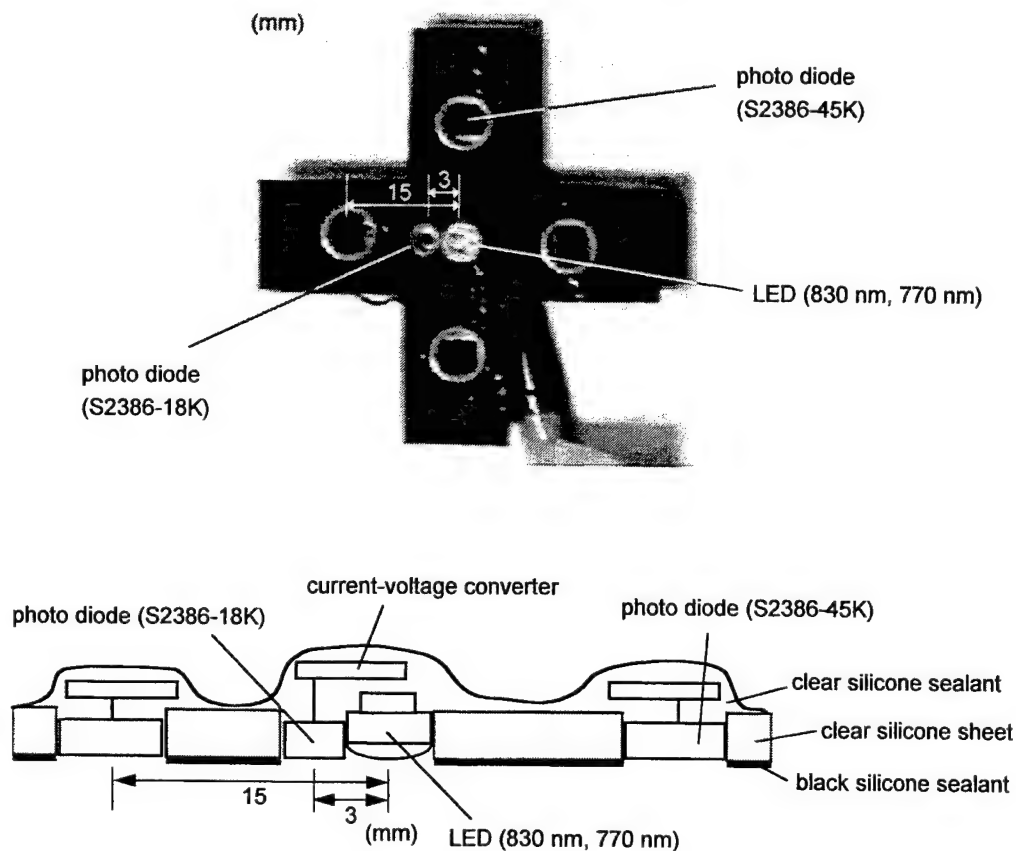 (mm)
photo diode
(S2386-45K)
3
15
LED (830 nm, 770 nm)
photo diode
(S2386-18K)
current-voltage converter
photo diode (S2386-18K)
photo diode (S2386-45K)
clear silicone sealant
clear silicone sheet
black silicone sealant
15
3
(mm)
LED (830 nm, 770 nm)